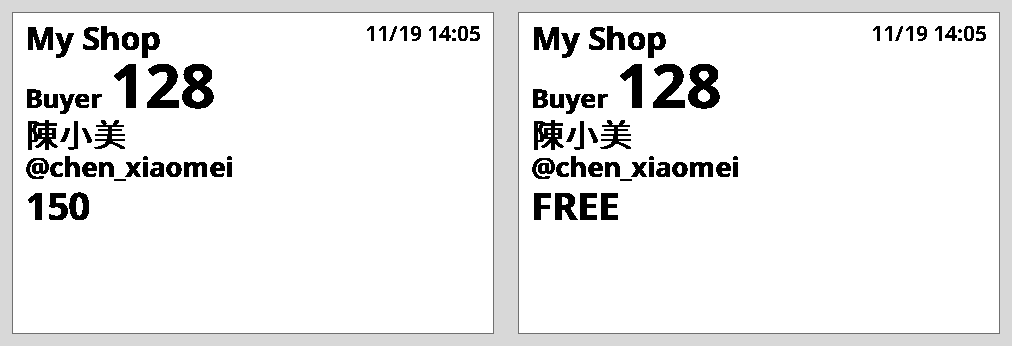 My Shop 11/19 14:05
Buyer 128
陳小美
@chen_xiaomei
150
My Shop 11/19 14:05
Buyer 128
陳小美
@chen_xiaomei
FREE